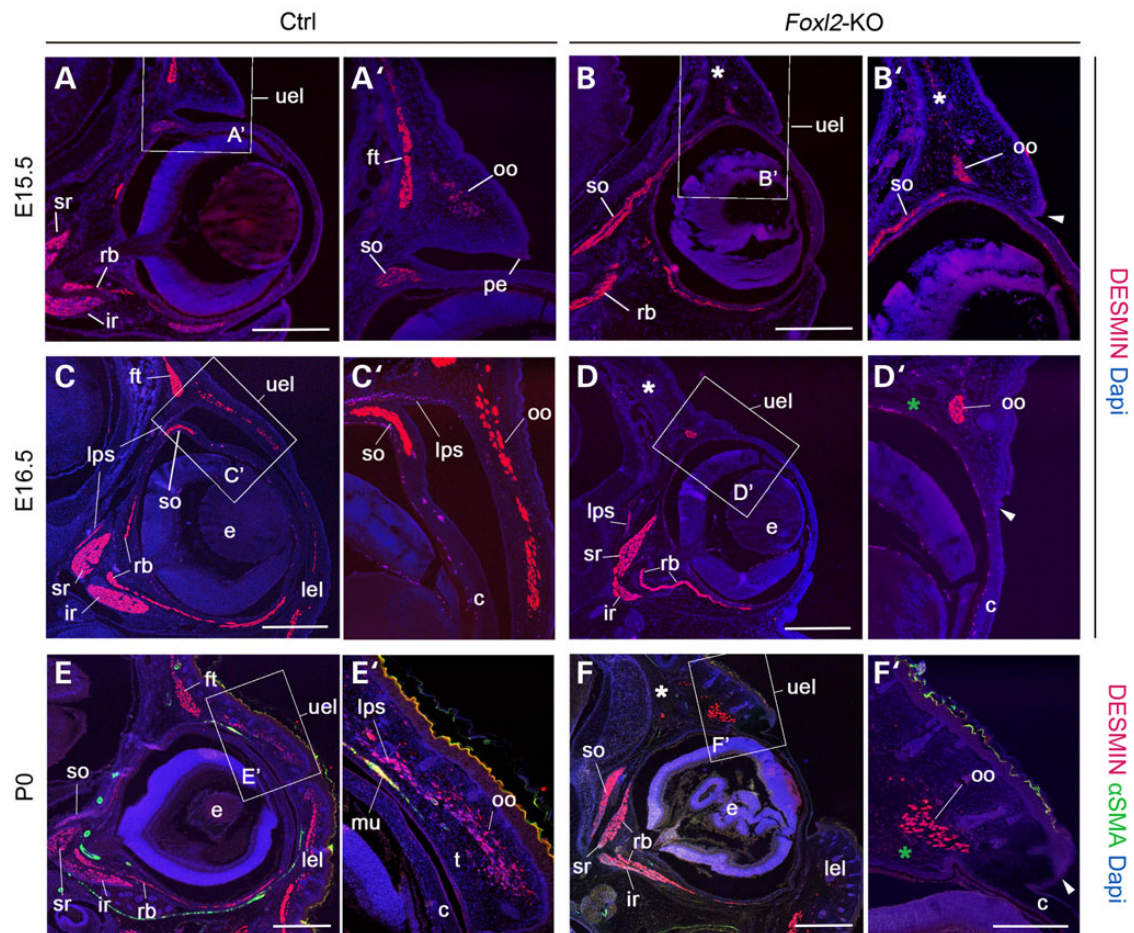 Ctrl
Foxl2-KO
E15.5
A
uel
A'
sr
rb
ir
A'
ft
oo
so
pe
B
*
uel
B'
so
rb
B'
*
oo
so
DESMIN Dapi
E16.5
C
ft
uel
lps
so
C'
e
rb
sr
ir
lel
C'
so
lps
oo
c
D
*
uel
D'
lps
e
sr
rb
ir
D'
*
oo
c
P0
E
ft
uel
E'
so
e
lel
sr
ir
rb
E'
lps
mu
oo
t
c
F
*
uel
F'
so
e
rb
sr
ir
lel
F'
oo
*
c
DESMIN αSMA Dapi